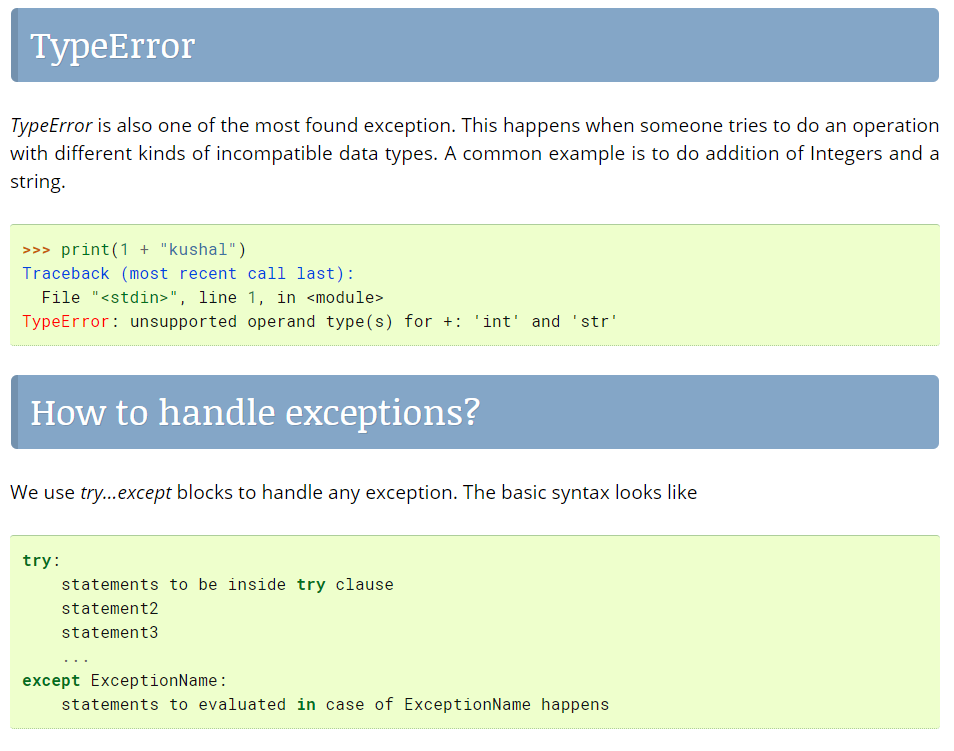 TypeError
TypeError is also one of the most found exception. This happens when someone tries to do an operation
with different kinds of incompatible data types. A common example is to do addition of Integers and a
string.
>>> print(1 + "kushal")
Traceback (most recent call last):
  File "<stdin>", line 1, in <module>
TypeError: unsupported operand type(s) for +: 'int' and 'str'
How to handle exceptions?
We use try...except blocks to handle any exception. The basic syntax looks like
try:
    statements to be inside try clause
    statement2
    statement3
    ...
except ExceptionName:
    statements to evaluated in case of ExceptionName happens